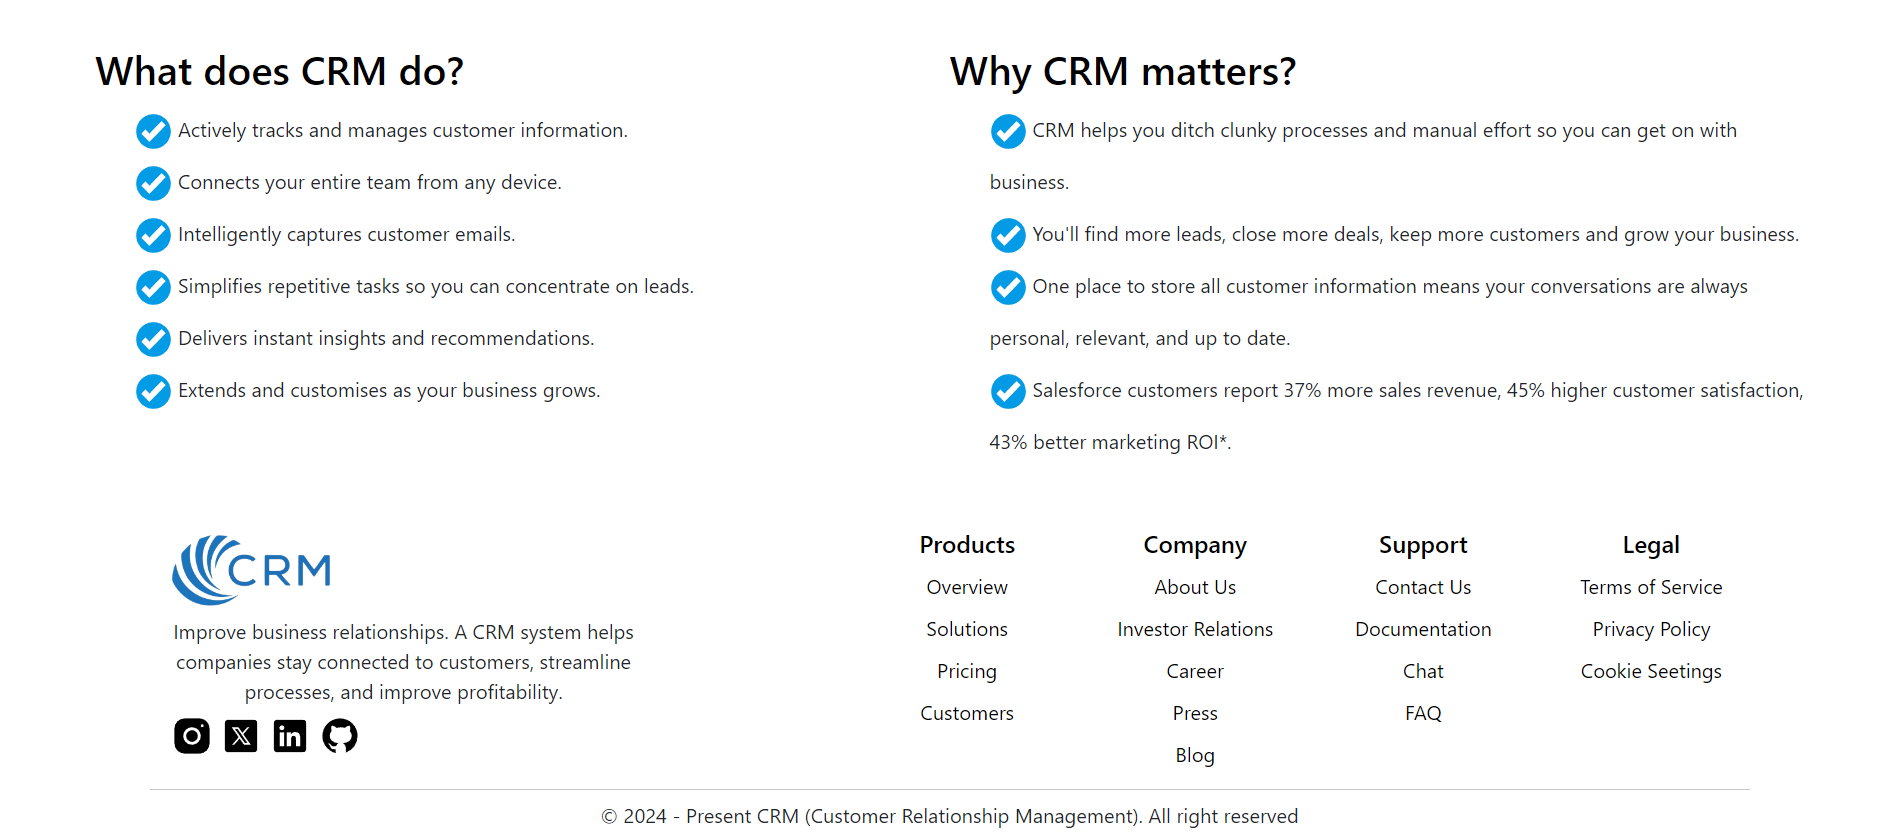 What does CRM do?
Actively tracks and manages customer information.
Connects your entire team from any device.
Intelligently captures customer emails.
Simplifies repetitive tasks so you can concentrate on leads.
Delivers instant insights and recommendations.
Extends and customises as your business grows.
Why CRM matters?
CRM helps you ditch clunky processes and manual effort so you can get on with
business.
You'll find more leads, close more deals, keep more customers and grow your business.
One place to store all customer information means your conversations are always
personal, relevant, and up to date.
Salesforce customers report 37% more sales revenue, 45% higher customer satisfaction,
43% better marketing ROI*.
CRM
Improve business relationships. A CRM system helps
companies stay connected to customers, streamline
processes, and improve profitability.
Products
Overview
Solutions
Pricing
Customers
Company
About Us
Investor Relations
Career
Press
Blog
Support
Contact Us
Documentation
Chat
FAQ
Legal
Terms of Service
Privacy Policy
Cookie Seetings
© 2024 - Present CRM (Customer Relationship Management). All right reserved